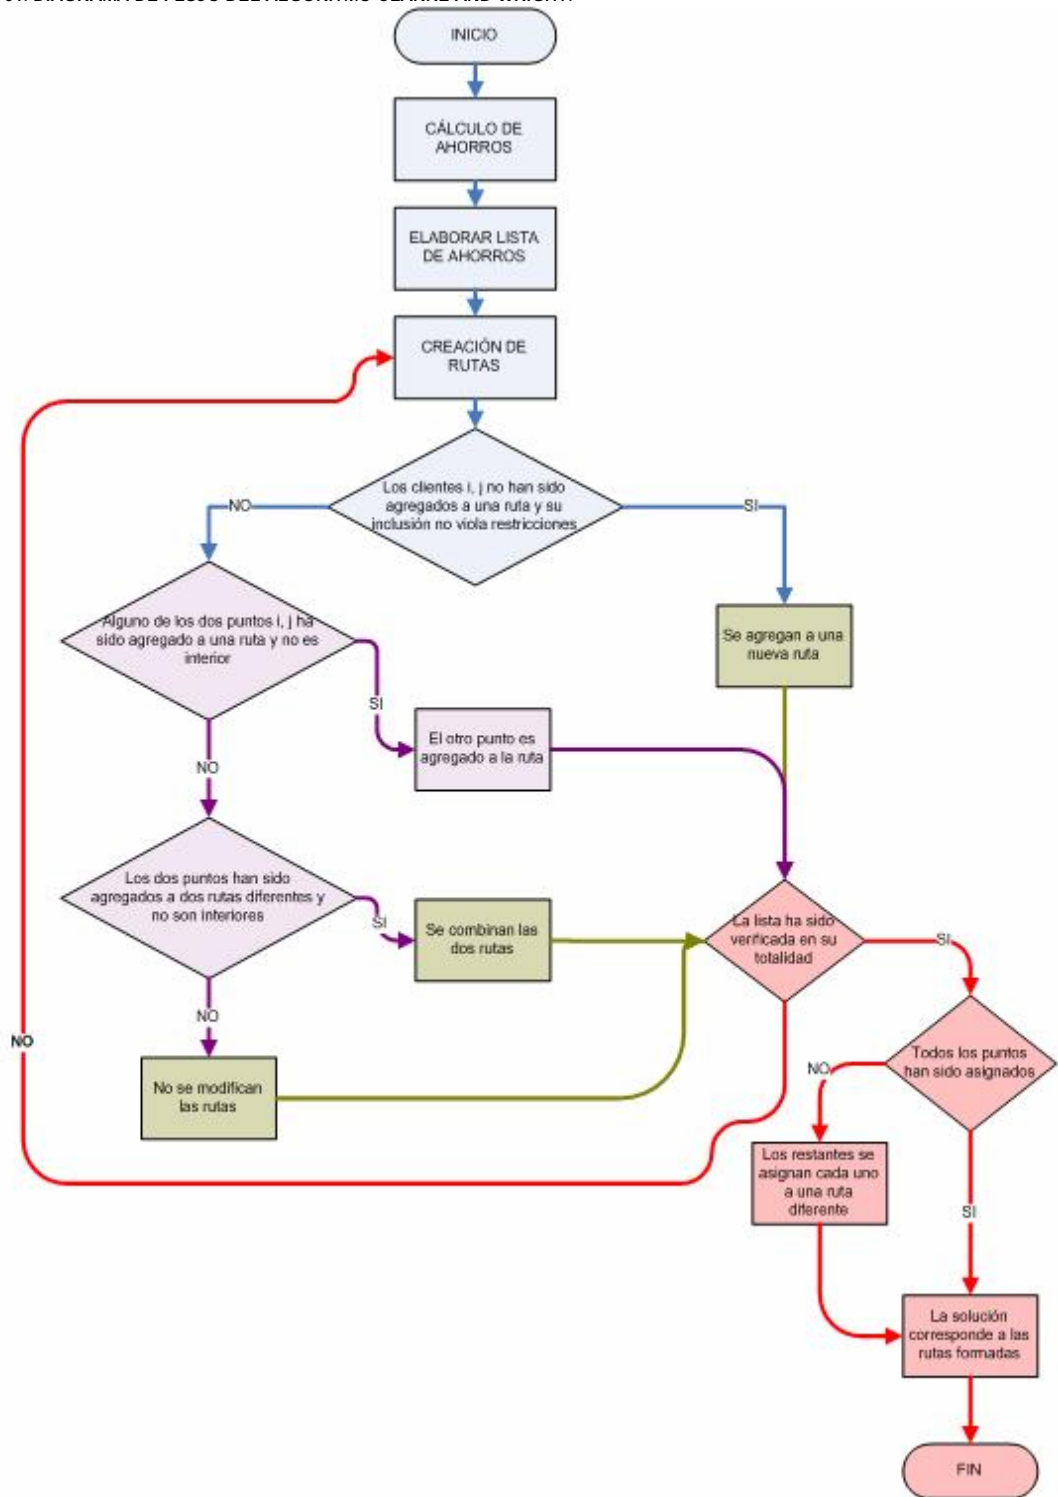 INICIO
CÁLCULO DE
AHORROS
ELABORAR LISTA
DE AHORROS
CREACIÓN DE
RUTAS
Los clientes i, j no han sido
agregados a una ruta y su
inclusión no viola restricciones
NO
SI
Alguno de los dos puntos i, j ha
sido agregado a una ruta y no es
interior
Se agregan a una
nueva ruta
SI
El otro punto es
agregado a la ruta
NO
Los dos puntos han sido
agregados a dos rutas diferentes y
no son interiores
SI
Se combinan las
dos rutas
La lista ha sido
verificada en su
totalidad
SI
NO
NO
No se modifican
las rutas
Todos los puntos
han sido asignados
NO
Los restantes se
asignan cada uno
a una ruta
diferente
SI
La solución
corresponde a las
rutas formadas
FIN